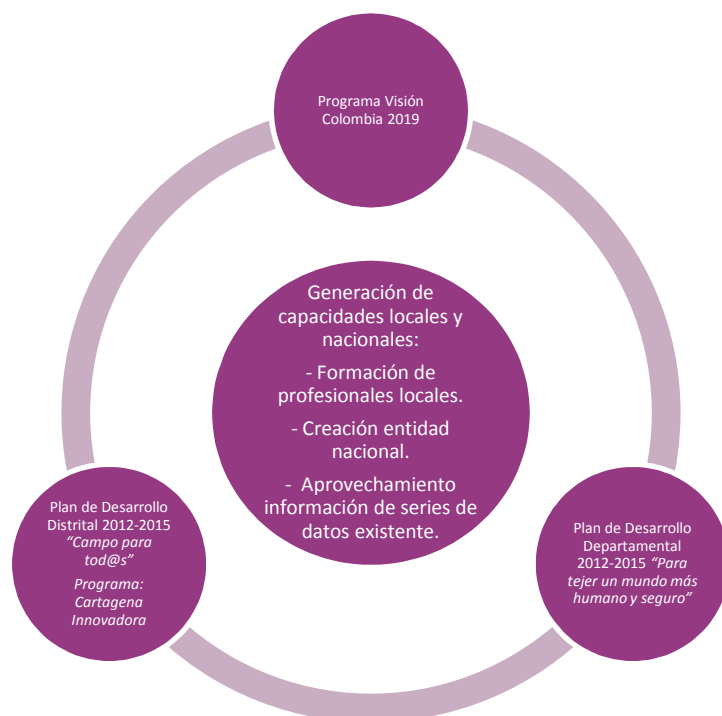 Programa Visión
Colombia 2019
Generación de
capacidades locales y
nacionales:
- Formación de
profesionales locales.
- Creación entidad
nacional.
- Aprovechamiento
información de series de
datos existente.
Plan de Desarrollo
Distrital 2012-2015
“Campo para
tod@s”
Programa:
Cartagena
Innovadora
Plan de Desarrollo
Departamental
2012-2015 “Para
tejer un mundo más
humano y seguro”